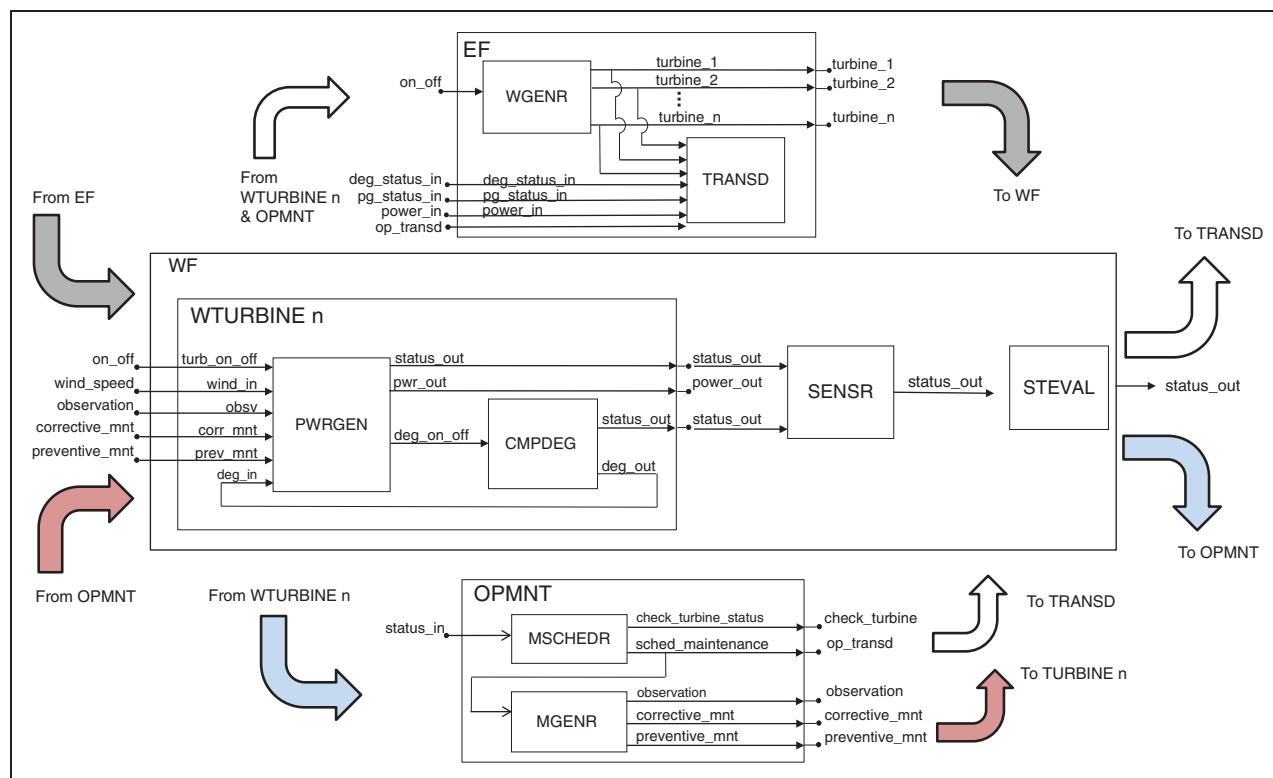 EF
turbine_1
turbine_1
on_off
WGENR
turbine_2
turbine_2
turbine_n
turbine_n
From
WTURBINE n
& OPMNT
TRANSD
deg_status_in
deg_status_in
pg_status_in
pg_status_in
power_in
power_in
op_transd
To WF
From EF
To TRANSD
WF
WTURBINE n
on_off
turb_on_off
status_out
status_out
wind_speed
wind_in
pwr_out
power_out
observation
obsv
PWRGEN
corrective_mnt
corr_mnt
deg_on_off
CMPDEG
status_out
status_out
preventive_mnt
prev_mnt
deg_in
deg_out
SENSR
status_out
STEVAL
status_out
From OPMNT
To OPMNT
From WTURBINE n
OPMNT
status_in
MSCHEDR
check_turbine_status
check_turbine
sched_maintenance
op_transd
To TRANSD
MGENR
observation
observation
corrective_mnt
corrective_mnt
preventive_mnt
preventive_mnt
To TURBINE n